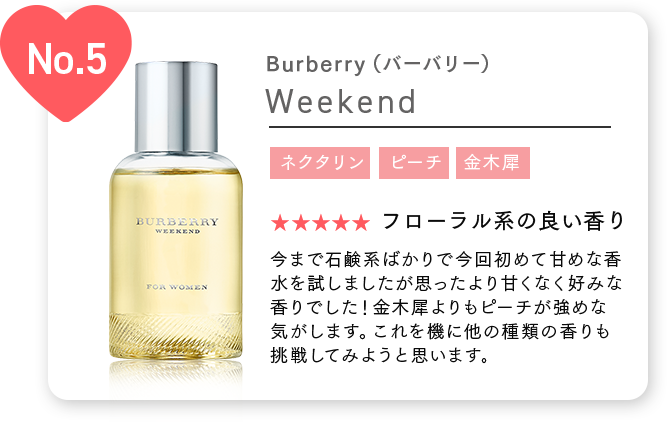 No.5
Burberry（バーバリー）
Weekend
ネクタリン ピーチ 金木犀
★★★★★ フローラル系の良い香り
今まで石鹸系ばかりで今回初めて甘めな香
水を試しましたが思ったより甘くなく好みな
香りでした！金木犀よりもピーチが強めな
気がします。これを機に他の種類の香りも
挑戦してみようと思います。
BURBERRY
WEEKEND
FOR WOMEN